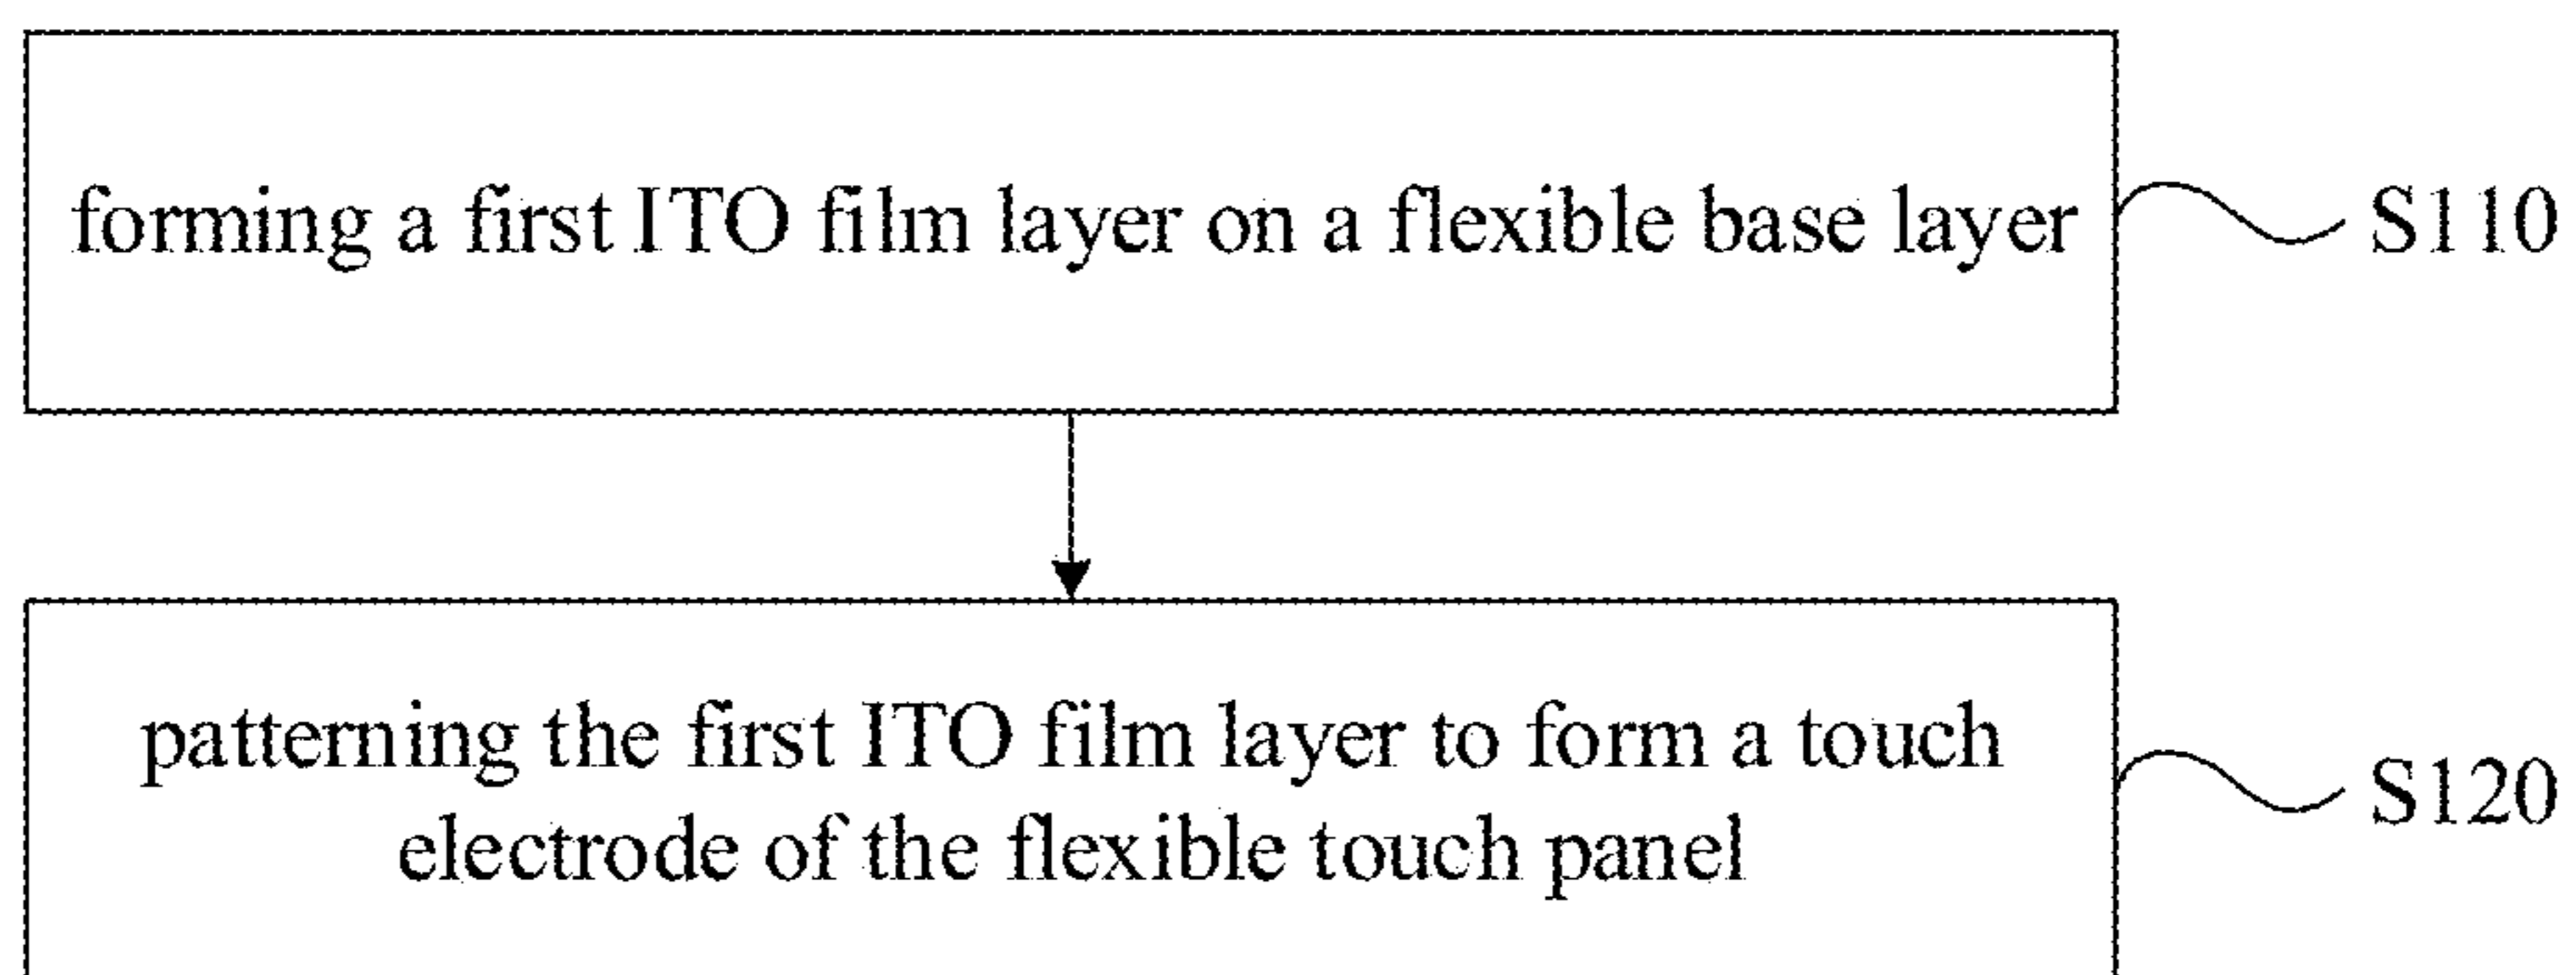 forming a first ITO film layer on a flexible base layer
S110
patterning the first ITO film layer to form a touch
electrode of the flexible touch panel
S120